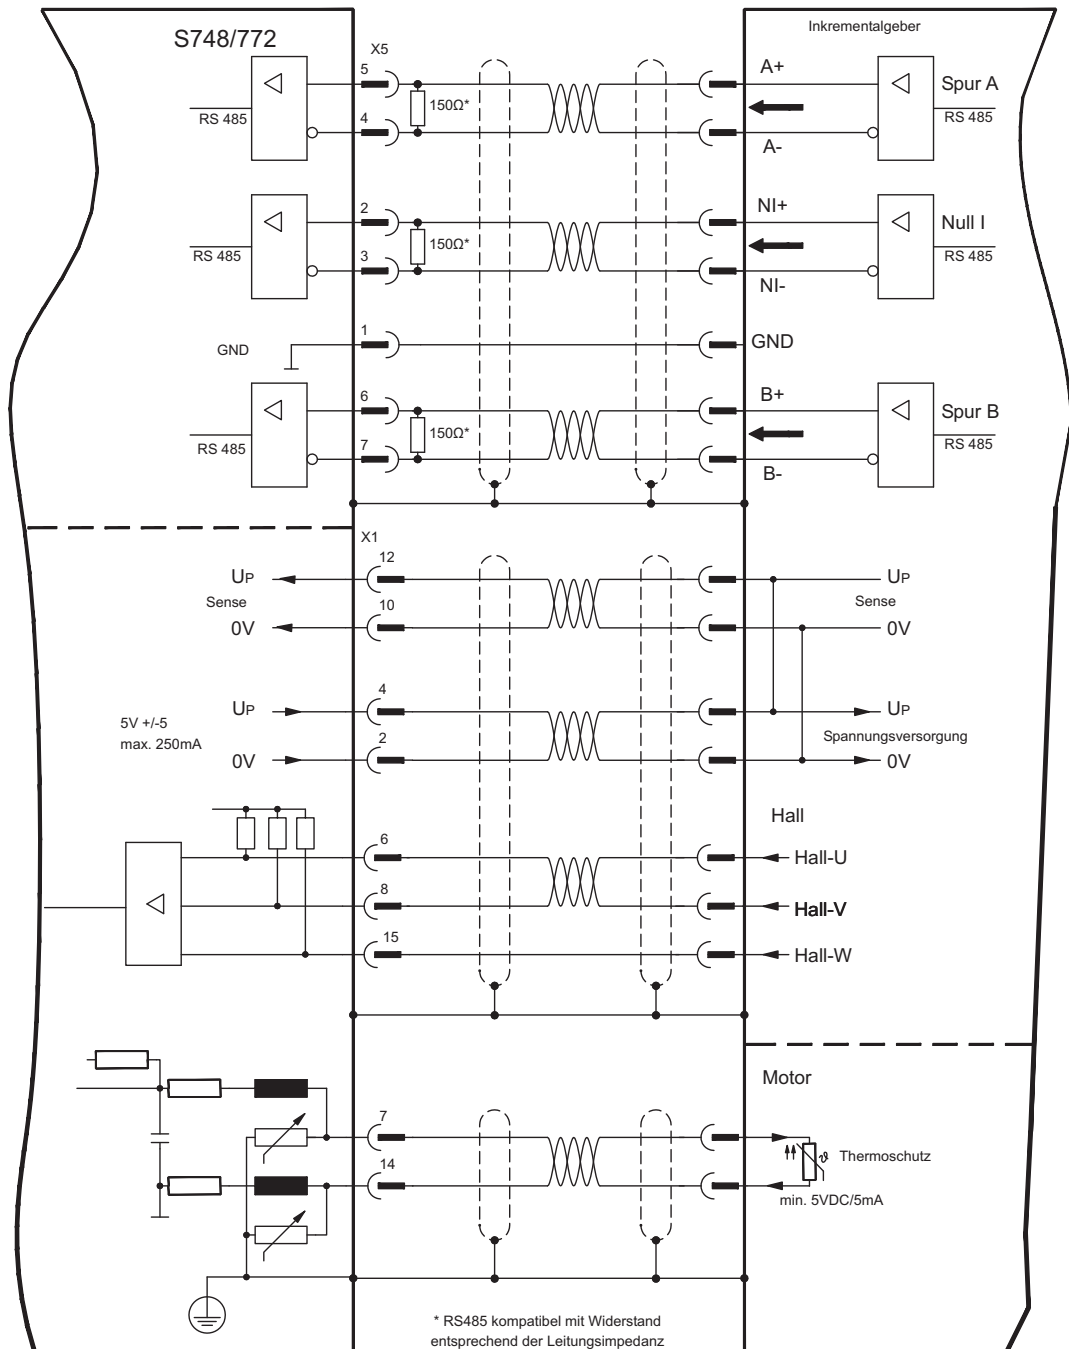 Inkrementalgeber
S748/772
X5
5
A+
Spur A
150Ω*
RS 485
RS 485
4
A-
2
NI+
Null I
150Ω*
RS 485
RS 485
3
NI-
1
GND
GND
6
B+
Spur B
150Ω*
RS 485
RS 485
7
B-
X1
12
UP
UP
Sense
Sense
10
0V
0V
4
UP
UP
5V +/-5
max. 250mA
Spannungsversorgung
2
0V
0V
Hall
6
Hall-U
8
Hall-V
15
Hall-W
Motor
7
ϑ
Thermoschutz
14
min. 5VDC/5mA
* RS485 kompatibel mit Widerstand
entsprechend der Leitungsimpedanz